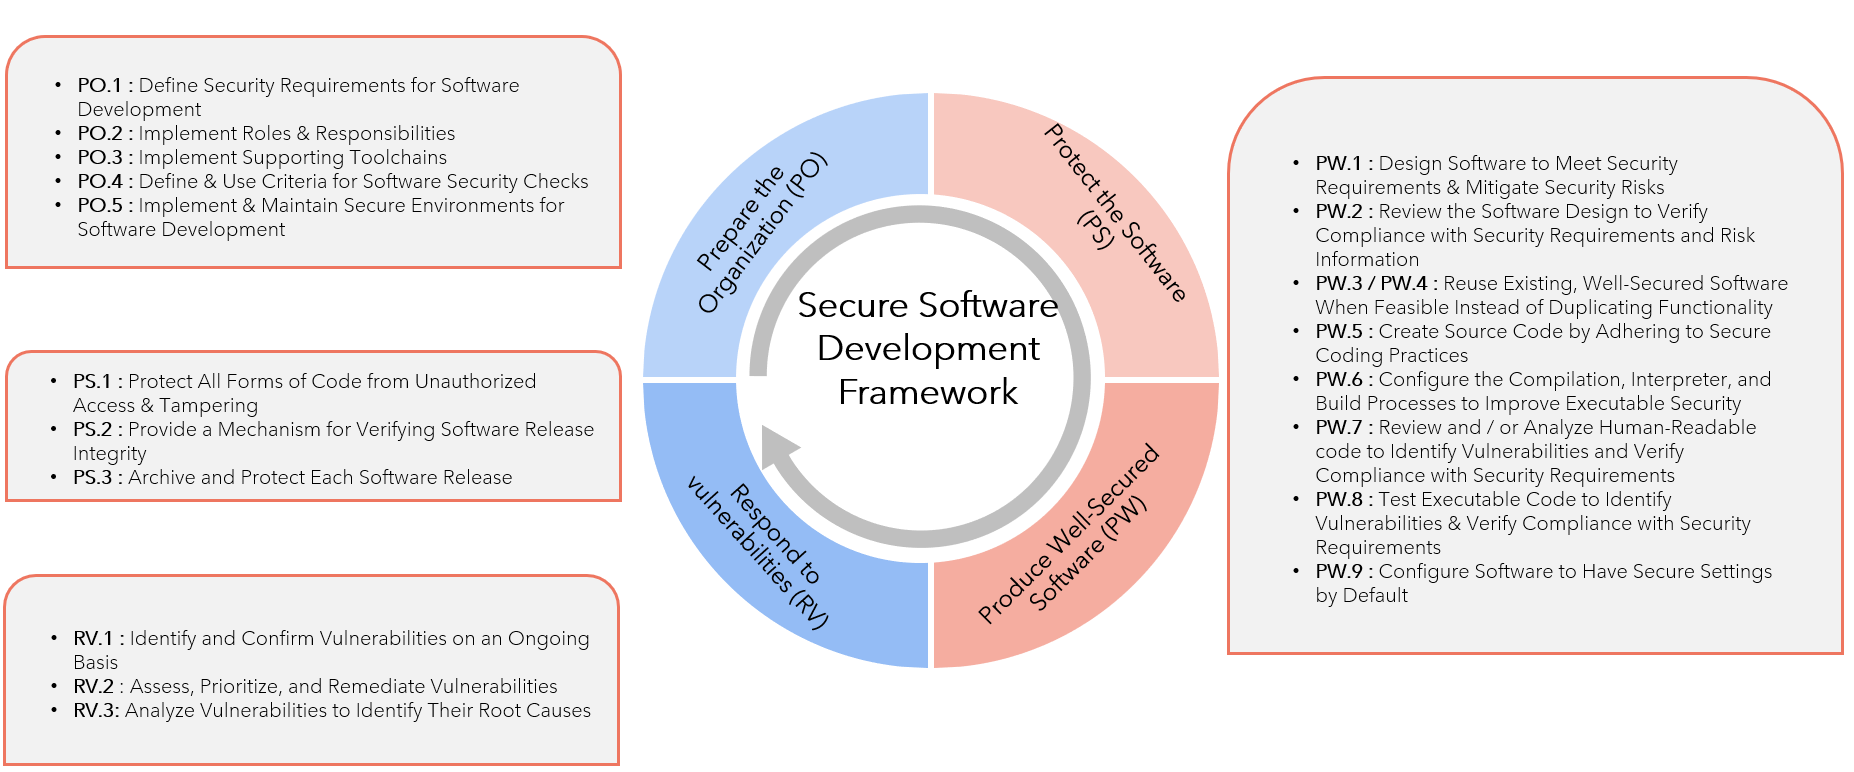 • PO.1 : Define Security Requirements for Software
Development
• PO.2 : Implement Roles & Responsibilities
• PO.3 : Implement Supporting Toolchains
• PO.4 : Define & Use Criteria for Software Security Checks
• PO.5 : Implement & Maintain Secure Environments for
Software Development
• PS.1 : Protect All Forms of Code from Unauthorized
Access & Tampering
• PS.2 : Provide a Mechanism for Verifying Software Release
Integrity
• PS.3 : Archive and Protect Each Software Release
• RV.1 : Identify and Confirm Vulnerabilities on an Ongoing
Basis
• RV.2 : Assess, Prioritize, and Remediate Vulnerabilities
• RV.3: Analyze Vulnerabilities to Identify Their Root Causes
Prepare the
Organization (PO)
Protect the Software
(PS)
Secure Software
Development
Framework
Respond to
vulnerabilities (RV)
Produce Well-Secured
Software (PW)
• PW.1 : Design Software to Meet Security
Requirements & Mitigate Security Risks
• PW.2 : Review the Software Design to Verify
Compliance with Security Requirements and Risk
Information
• PW.3 / PW.4 : Reuse Existing, Well-Secured Software
When Feasible Instead of Duplicating Functionality
• PW.5 : Create Source Code by Adhering to Secure
Coding Practices
• PW.6 : Configure the Compilation, Interpreter, and
Build Processes to Improve Executable Security
• PW.7 : Review and / or Analyze Human-Readable
code to Identify Vulnerabilities and Verify
Compliance with Security Requirements
• PW.8 : Test Executable Code to Identify
Vulnerabilities & Verify Compliance with Security
Requirements
• PW.9 : Configure Software to Have Secure Settings
by Default